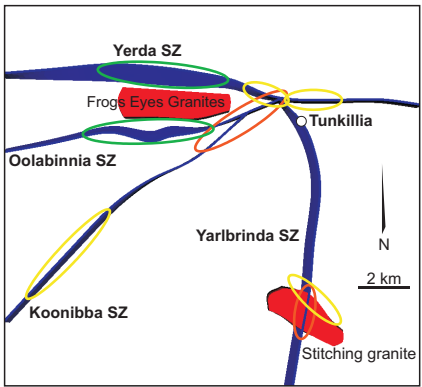 Yerda SZ
Frogs Eyes Granites
Tunkillia
Oolabinnia SZ
Yarlbrinda SZ
N
2 km
Koonibba SZ
Stitching granite